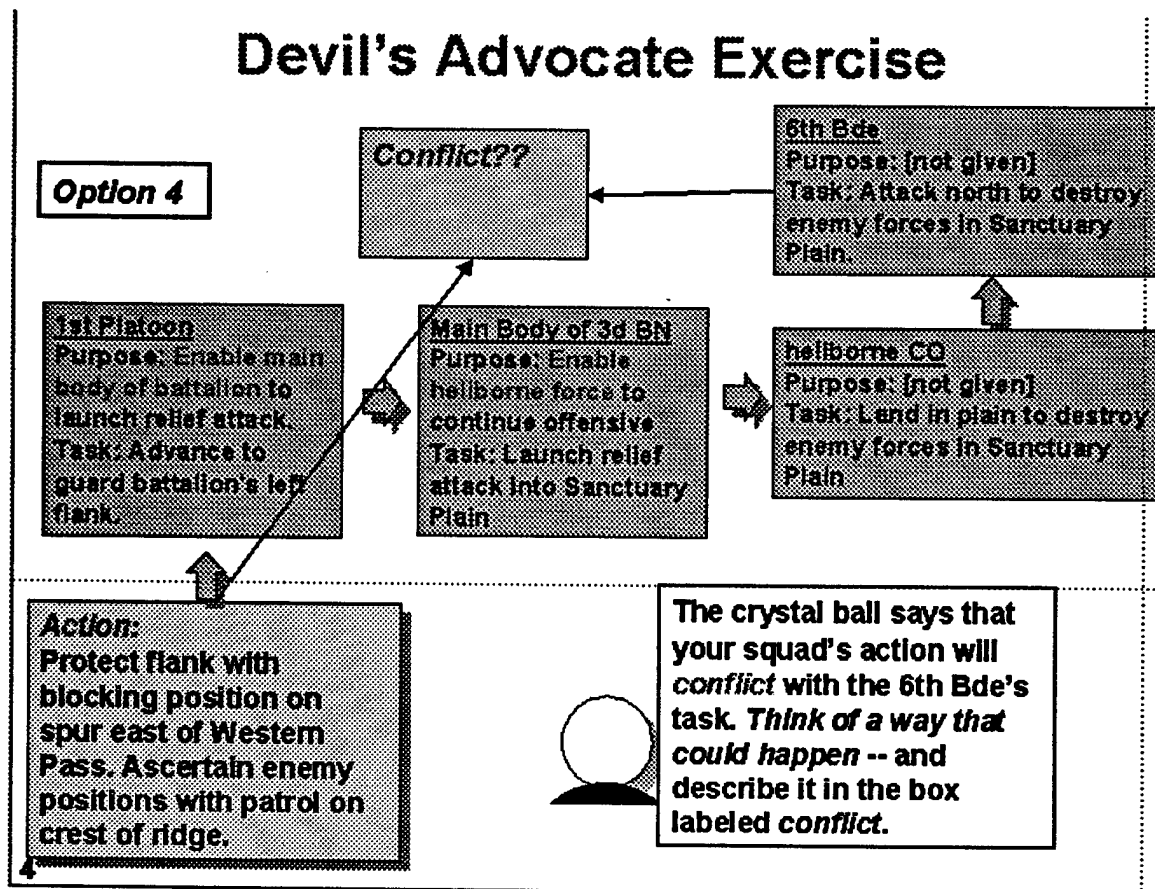 Devil's Advocate Exercise
Option 4
Conflict??
6th Bde
Purpose: [not given]
Task: Attack north to destroy
enemy forces in Sanctuary
Plain.
1st Platoon
Purpose: Enable main
body of battalion to
launch relief attack.
Task: Advance to
guard battalion's left
flank.
Main Body of 3d BN
Purpose: Enable
heliborne force to
continue offensive
Task: Launch relief
attack into Sanctuary
Plain
heliborne CO
Purpose: [not given]
Task: Land in plain to destroy
enemy forces in Sanctuary
Plain
Action:
Protect flank with
blocking position on
spur east of Western
Pass. Ascertain enemy
positions with patrol on
crest of ridge.
The crystal ball says that
your squad's action will
conflict with the 6th Bde's
task. Think of a way that
could happen -- and
describe it in the box
labeled conflict.
4